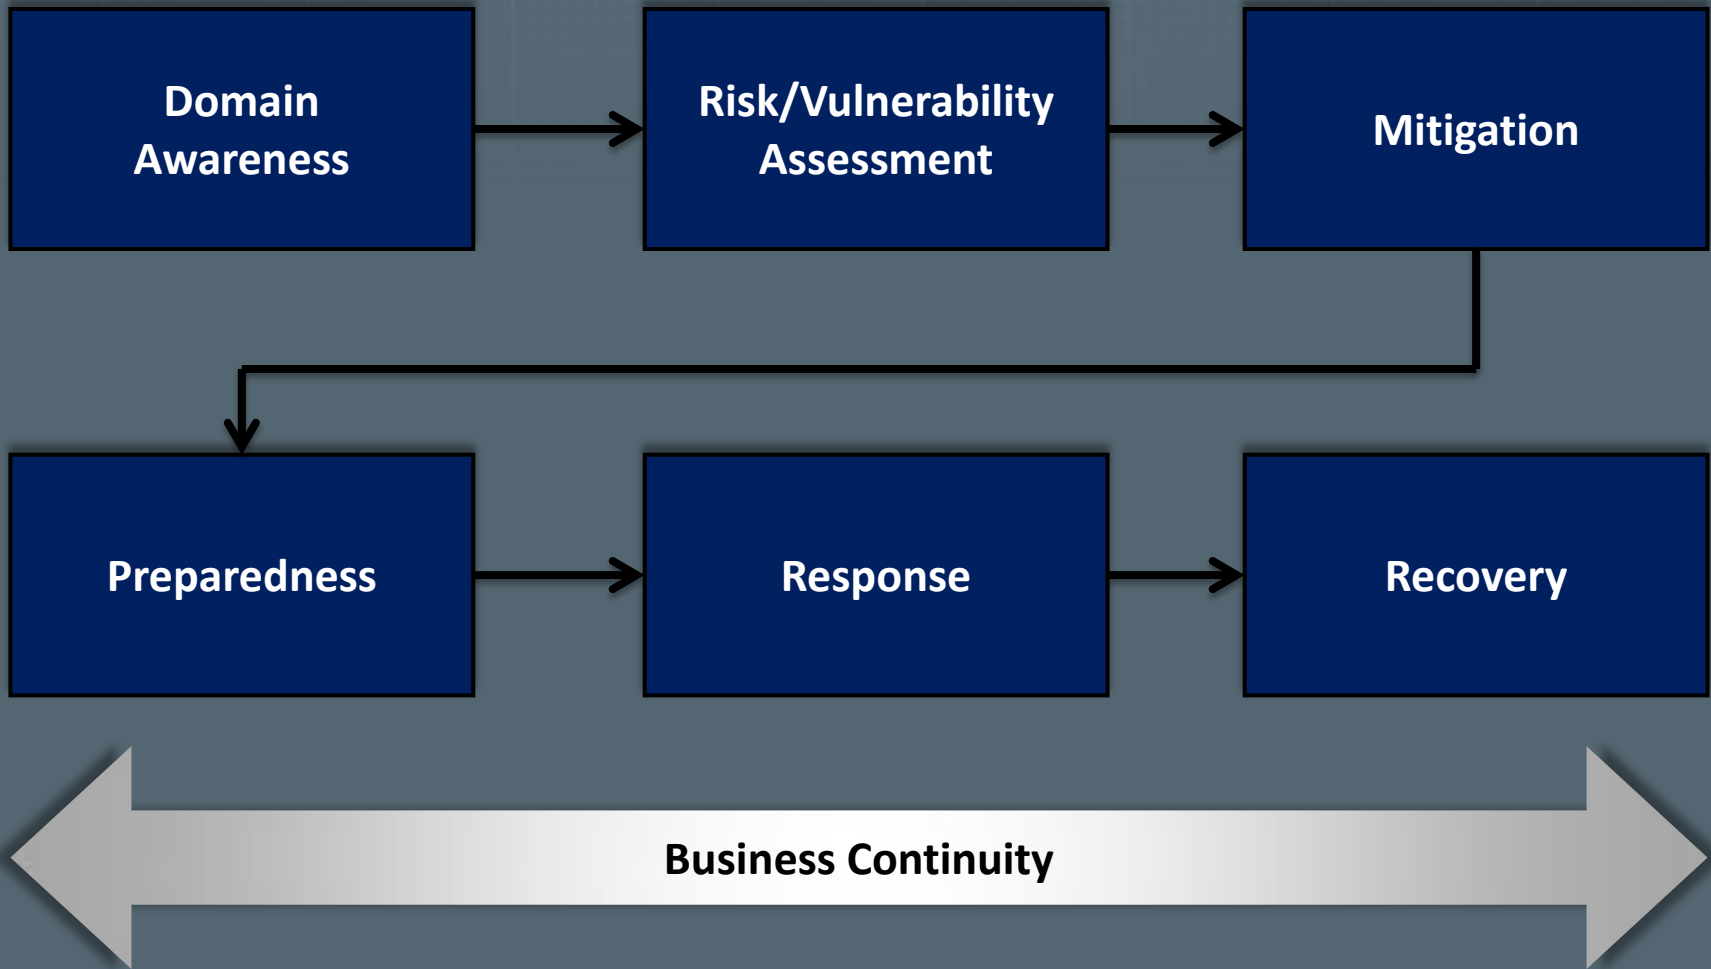 Domain
Awareness
Risk/Vulnerability
Assessment
Mitigation
Preparedness
Response
Recovery
Business Continuity